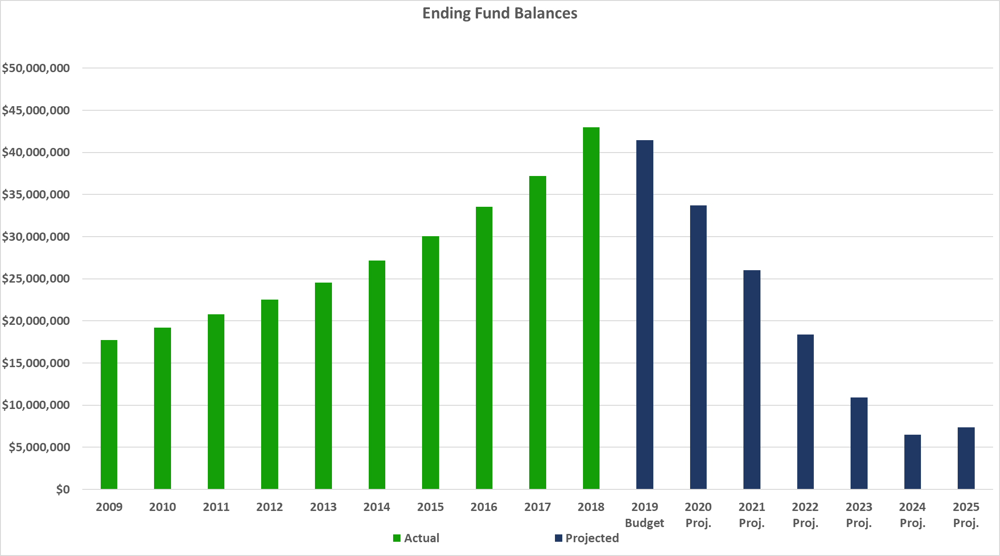 Ending Fund Balances
$50,000,000
$45,000,000
$40,000,000
$35,000,000
$30,000,000
$25,000,000
$20,000,000
$15,000,000
$10,000,000
$5,000,000
$0
2009 2010 2011 2012 2013 2014 2015 2016 2017 2018 2019 2020 2021 2022 2023 2024 2025
Budget Proj. Proj. Proj. Proj. Proj. Proj.
Actual Projected